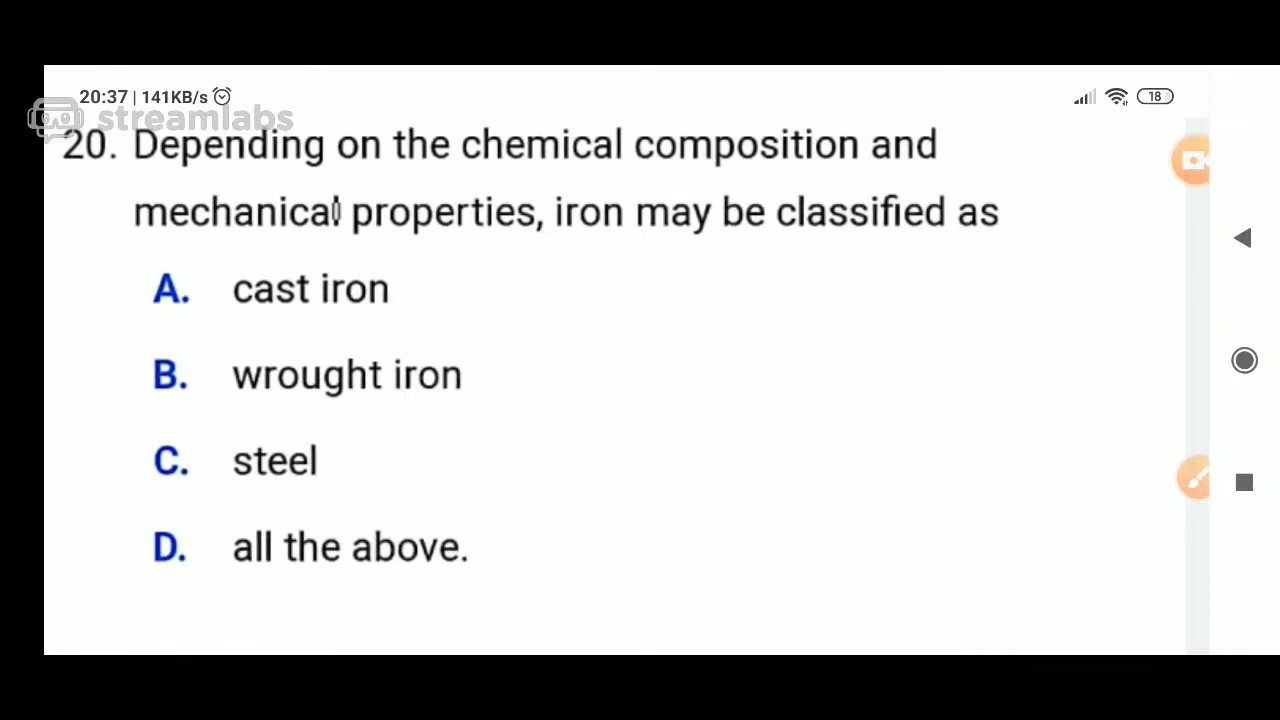 20:37 | 141KB/s 18
streamlabs
20. Depending on the chemical composition and
mechanical properties, iron may be classified as
A. cast iron
B. wrought iron
C. steel
D. all the above.